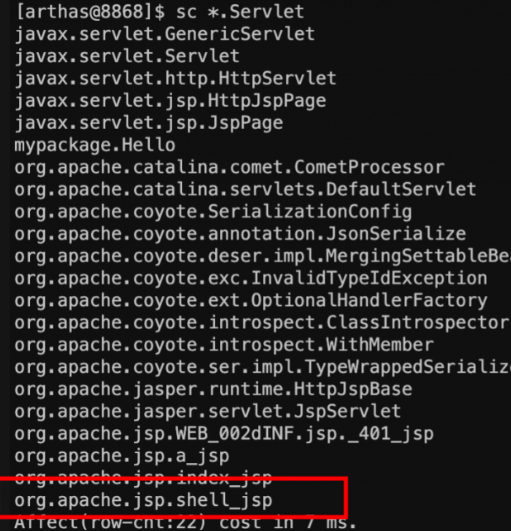 [arthas@8868]$ sc *.Servlet
javax.servlet.GenericServlet
javax.servlet.Servlet
javax.servlet.http.HttpServlet
javax.servlet.jsp.HttpJspPage
javax.servlet.jsp.JspPage
mypackage.Hello
org.apache.catalina.comet.CometProcessor
org.apache.catalina.servlets.DefaultServlet
org.apache.coyote.SerializationConfig
org.apache.coyote.annotation.JsonSerialize
org.apache.coyote.deser.impl.MergingSettableBea
org.apache.coyote.exc.InvalidTypeIdException
org.apache.coyote.ext.OptionalHandlerFactory
org.apache.coyote.introspect.ClassIntrospector
org.apache.coyote.introspect.WithMember
org.apache.coyote.ser.impl.TypeWrappedSerialize
org.apache.jasper.runtime.HttpJspBase
org.apache.jasper.servlet.JspServlet
org.apache.jsp.WEB_002dINF.jsp._401_jsp
org.apache.jsp.a_jsp
org.apache.jsp.index_jsp
org.apache.jsp.shell_jsp
Affect(row-cnt:22) cost in 7 ms.